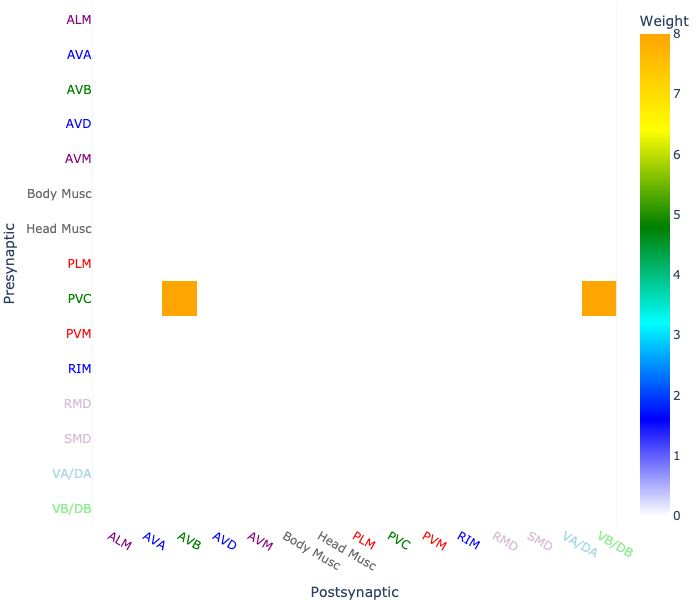 Weight
ALM
AVA
AVB
AVD
AVM
Body Musc
Head Musc
PLM
PVC
PVM
RIM
RMD
SMD
VA/DA
VB/DB
Presynaptic
ALM
AVA
AVB
AVD
AVM
Body Musc
Head Musc
PLM
PVC
PVM
RIM
RMD
SMD
VA/DA
VB/DB
Postsynaptic
8
7
6
5
4
3
2
1
0